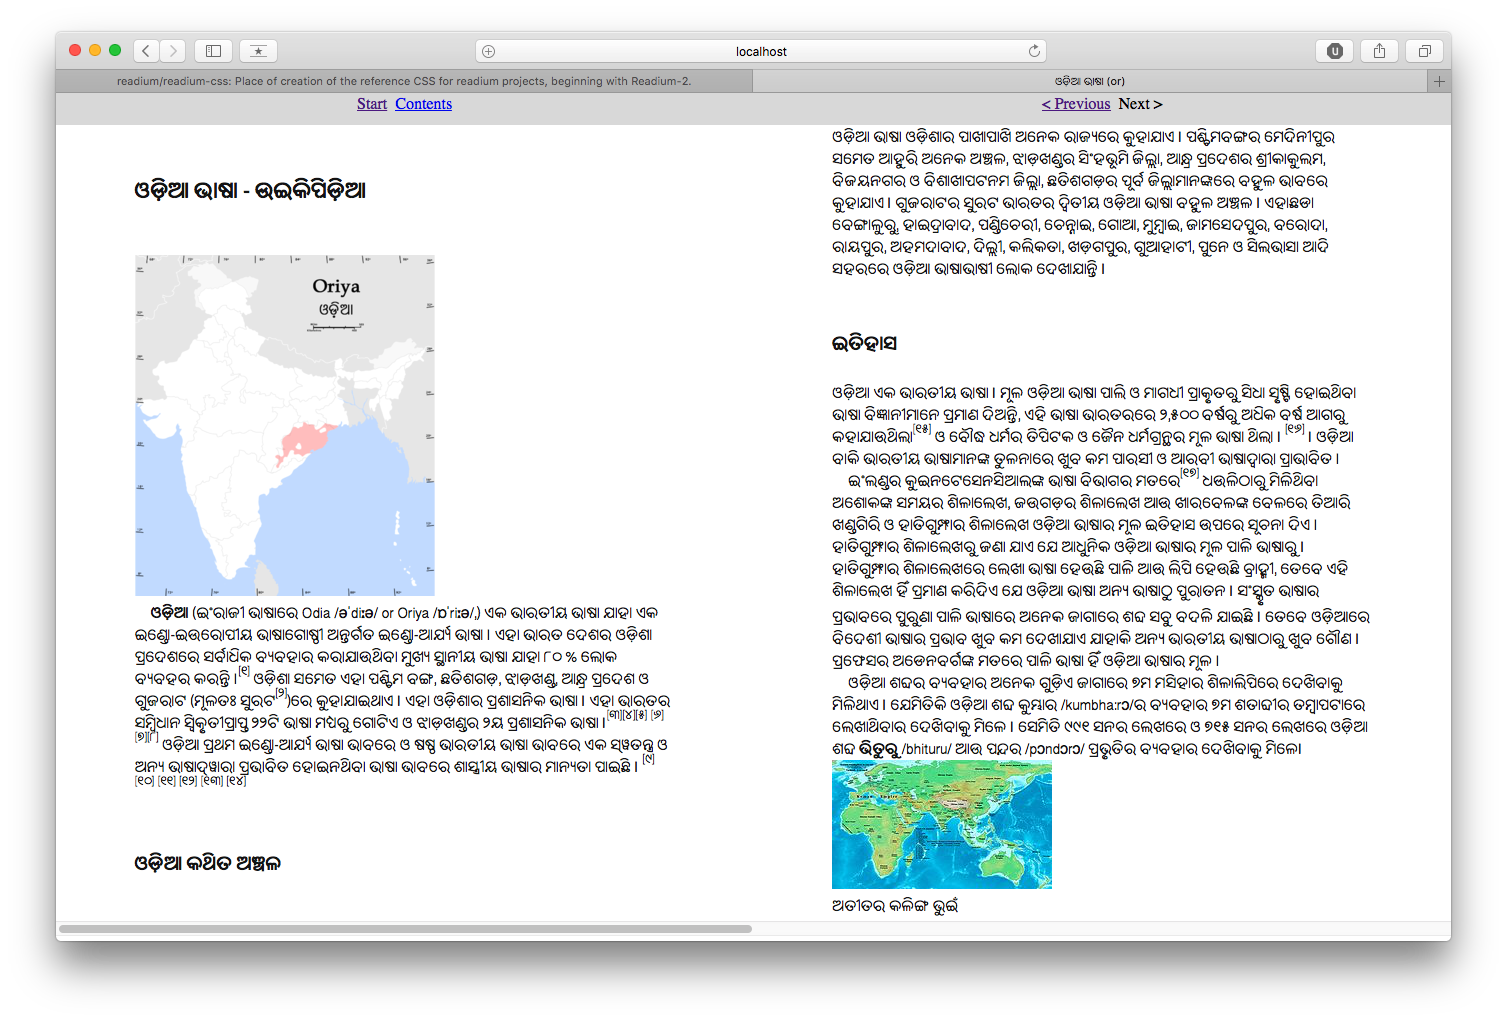 localhost
readium/readium-css: Place of creation of the reference CSS for readium projects, beginning with Readium-2.
ଓଡ଼ିଆ ଭାଷା (or)
Start Contents
< Previous Next >
ଓଡ଼ିଆ ଭାଷା - ଉଇକିପିଡ଼ିଆ
Oriya
ଓଡ଼ିଆ
ଓଡ଼ିଆ (ଇଂରାଜୀ ଭାଷାରେ Odia /əˈdiːə/ or Oriya /ɒˈriːə/,) ଏକ ଭାରତୀୟ ଭାଷା ଯାହା ଏକ
ଇଣ୍ଡୋ-ଇଉରୋପୀୟ ଭାଷାଗୋଷ୍ଠୀ ଅନ୍ତର୍ଗତ ଇଣ୍ଡୋ-ଆର୍ଯ୍ୟ ଭାଷା । ଏହା ଭାରତ ଦେଶର ଓଡ଼ିଶା
ପ୍ରଦେଶରେ ସର୍ବାଧିକ ବ୍ୟବହାର କରାଯାଉଥିବା ମୁଖ୍ୟ ସ୍ଥାନୀୟ ଭାଷା ଯାହା ୮୦ % ଲୋକ
ବ୍ୟବହର କରନ୍ତି ।[୧] ଓଡ଼ିଶା ସମେତ ଏହା ପଶ୍ଚିମ ବଙ୍ଗ, ଛତିଶଗଡ଼, ଝାଡ଼ଖଣ୍ଡ, ଆନ୍ଧ୍ର ପ୍ରଦେଶ ଓ
ଗୁଜରାଟ (ମୂଳତଃ ସୁରଟ[୨])ରେ କୁହାଯାଇଥାଏ । ଏହା ଓଡ଼ିଶାର ପ୍ରଶାସନିକ ଭାଷା । ଏହା ଭାରତର
ସମ୍ବିଧାନ ସ୍ୱିକୃତୀପ୍ରାପ୍ତ ୨୨ଟି ଭାଷା ମଧ୍ୟରୁ ଗୋଟିଏ ଓ ଝାଡ଼ଖଣ୍ଡର ୨ୟ ପ୍ରଶାସନିକ ଭାଷା ।[୩][୪][୫] [୬]
[୭][୮] ଓଡ଼ିଆ ପ୍ରଥମ ଇଣ୍ଡୋ-ଆର୍ଯ୍ୟ ଭାଷା ଭାବରେ ଓ ଷଷ୍ଠ ଭାରତୀୟ ଭାଷା ଭାବରେ ଏକ ସ୍ୱତନ୍ତ୍ର ଓ
ଅନ୍ୟ ଭାଷାଦ୍ୱାରା ପ୍ରଭାବିତ ହୋଇନଥିବା ଭାଷା ଭାବରେ ଶାସ୍ତ୍ରୀୟ ଭାଷାର ମାନ୍ୟତା ପାଇଛି । [୯]
[୧୦] [୧୧] [୧୨] [୧୩] [୧୪]
ଓଡ଼ିଆ କଥିତ ଅଞ୍ଚଳ
ଓଡ଼ିଆ ଭାଷା ଓଡ଼ିଶାର ପାଖାପାଖି ଅନେକ ରାଜ୍ୟରେ କୁହାଯାଏ । ପଶ୍ଚିମବଙ୍ଗର ମେଦିନୀପୁର
ସମେତ ଆହୁରି ଅନେକ ଅଞ୍ଚଳ, ଝାଡ଼ଖଣ୍ଡର ସିଂହଭୂମି ଜିଲ୍ଲା, ଆନ୍ଧ୍ର ପ୍ରଦେଶର ଶ୍ରୀକାକୁଲମ,
ବିଜୟନଗର ଓ ବିଶାଖାପଟନମ ଜିଲ୍ଲା, ଛତିଶଗଡ଼ର ପୂର୍ବ ଜିଲ୍ଲାମାନଙ୍କରେ ବହୁଳ ଭାବରେ
କୁହାଯାଏ । ଗୁଜରାଟର ସୁରଟ ଭାରତର ଦ୍ୱିତୀୟ ଓଡ଼ିଆ ଭାଷା ବହୁଳ ଅଞ୍ଚଳ । ଏହାଛଡା
ବେଙ୍ଗାଳୁରୁ, ହାଇଦ୍ରାବାଦ, ପଣ୍ଡିଚେରୀ, ଚେନ୍ନାଇ, ଗୋଆ, ମୁମ୍ବାଇ, ଜାମସେଦପୁର, ବରୋଦା,
ରାୟପୁର, ଅହମଦାବାଦ, ଦିଲ୍ଲୀ, କଲିକତା, ଖଡ଼ଗପୁର, ଗୁଆହାଟୀ, ପୁନେ ଓ ସିଲଭାସା ଆଦି
ସହରରେ ଓଡ଼ିଆ ଭାଷାଭାଷୀ ଲୋକ ଦେଖାଯାନ୍ତି ।
ଇତିହାସ
ଓଡ଼ିଆ ଏକ ଭାରତୀୟ ଭାଷା । ମୂଳ ଓଡ଼ିଆ ଭାଷା ପାଲି ଓ ମାଗଧୀ ପ୍ରାକୃତରୁ ସିଧା ସୃଷ୍ଟି ହୋଇଥିବା
ଭାଷା ବିଜ୍ଞାନୀମାନେ ପ୍ରମାଣ ଦିଅନ୍ତି, ଏହି ଭାଷା ଭାରତରରେ ୨,୫୦୦ ବର୍ଷରୁ ଅଧିକ ବର୍ଷ ଆଗରୁ
କହାଯାଉଥିଲା[୧୫] ଓ ବୌଦ୍ଧ ଧର୍ମର ତିପିଟକ ଓ ଜୈନ ଧର୍ମଗ୍ରନ୍ଥର ମୂଳ ଭାଷା ଥିଲା । [୧୬] । ଓଡ଼ିଆ
ବାକି ଭାରତୀୟ ଭାଷାମାନଙ୍କ ତୁଳନାରେ ଖୁବ କମ ପାରସୀ ଓ ଆରବୀ ଭାଷାଦ୍ୱାରା ପ୍ରାଭାବିତ ।
ଇଂଲଣ୍ଡର କୁଇନଟେସେନସିଆଲଙ୍କ ଭାଷା ବିଭାଗର ମତରେ[୧୭] ଧଉଳିଠାରୁ ମିଳିଥିବା
ଅଶୋକଙ୍କ ସମୟର ଶିଳାଲେଖ, ଜଉଗଡ଼ର ଶିଳାଲେଖ ଆଉ ଖାରବେଳଙ୍କ ବେଳରେ ତିଆରି
ଖଣ୍ଡଗିରି ଓ ହାତିଗୁମ୍ଫାର ଶିଳାଲେଖ ଓଡ଼ିଆ ଭାଷାର ମୂଳ ଇତିହାସ ଉପରେ ସୂଚନା ଦିଏ ।
ହାତିଗୁମ୍ଫାର ଶିଳାଲେଖରୁ ଜଣା ଯାଏ ଯେ ଆଧୁନିକ ଓଡ଼ିଆ ଭାଷାର ମୂଳ ପାଳି ଭାଷାରୁ ।
ହାତିଗୁମ୍ଫାର ଶିଳାଲେଖରେ ଲେଖା ଭାଷା ହେଉଛି ପାଳି ଆଉ ଲିପି ହେଉଛି ବ୍ରାହ୍ମୀ, ତେବେ ଏହି
ଶିଳାଲେଖ ହିଁ ପ୍ରମାଣ କରିଦିଏ ଯେ ଓଡ଼ିଆ ଭାଷା ଅନ୍ୟ ଭାଷାଠୁ ପୁରାତନ । ସଂସ୍କୃତ ଭାଷାର
ପ୍ରଭାବରେ ପୁରୁଣା ପାଳି ଭାଷାରେ ଅନେକ ଜାଗାରେ ଶବ୍ଦ ସବୁ ବଦଳି ଯାଇଛି । ତେବେ ଓଡ଼ିଆରେ
ବିଦେଶୀ ଭାଷାର ପ୍ରଭାବ ଖୁବ କମ ଦେଖାଯାଏ ଯାହାକି ଅନ୍ୟ ଭାରତୀୟ ଭାଷାଠାରୁ ଖୁବ ଗୌଣ ।
ପ୍ରଫେସର ଅଡେନବର୍ଗଙ୍କ ମତରେ ପାଳି ଭାଷା ହିଁ ଓଡ଼ିଆ ଭାଷାର ମୂଳ ।
ଓଡ଼ିଆ ଶବ୍ଦର ବ୍ୟବହାର ଅନେକ ଗୁଡ଼ିଏ ଜାଗାରେ ୭ମ ମସିହାର ଶିଳାଲିପିରେ ଦେଖିବାକୁ
ମିଳିଥାଏ । ଯେମିତିକି ଓଡ଼ିଆ ଶବ୍ଦ କୁମ୍ଭାର /kumbhaːrɔ/ର ବ୍ୟବହାର ୭ମ ଶତାବ୍ଦୀର ତମ୍ବାପଟାରେ
ଲେଖାଥିବାର ଦେଖିବାକୁ ମିଳେ । ସେମିତି ୯୯୧ ସନର ଲେଖରେ ଓ ୭୧୫ ସନର ଲେଖରେ ଓଡ଼ିଆ
ଶବ୍ଦ ଭିତୁରୁ /bhituru/ ଆଉ ପନ୍ଦର /pɔndɔrɔ/ ପ୍ରଭୃତିର ବ୍ୟବହାର ଦେଖିବାକୁ ମିଳେ।
ଅତୀତର କଳିଙ୍ଗ ଭୁଇଁ